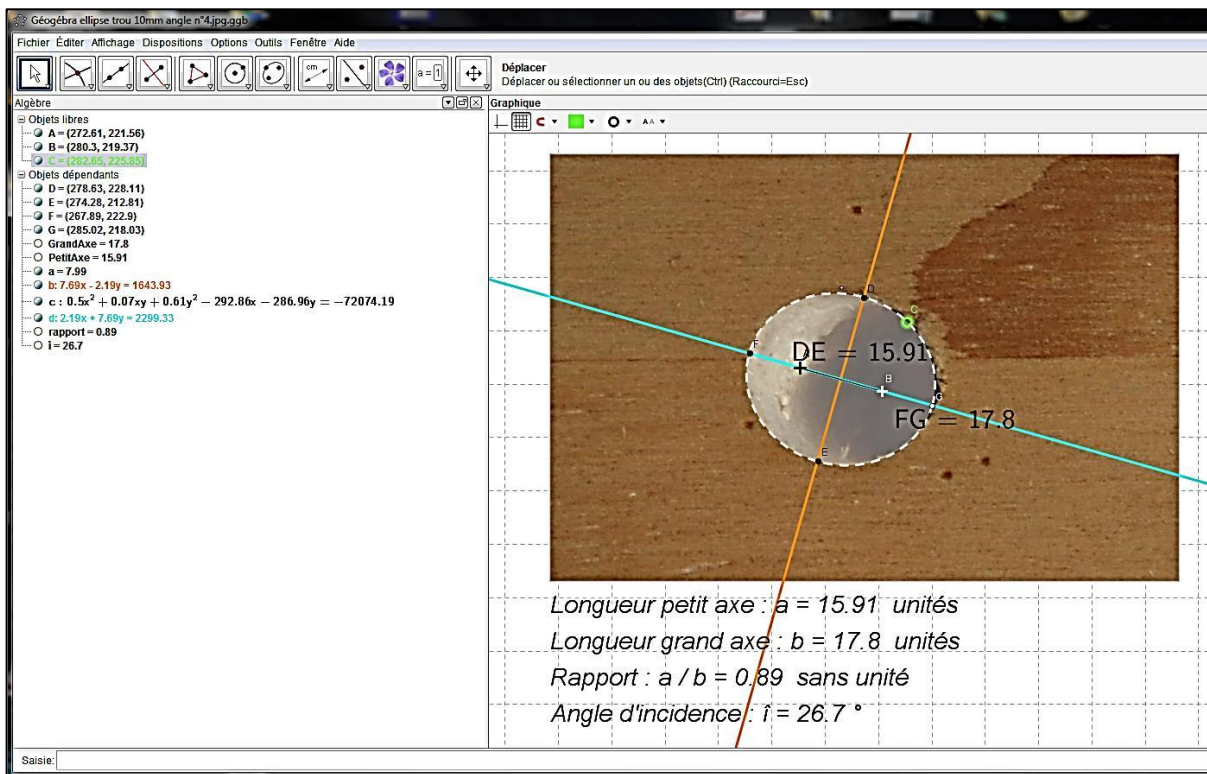 Géogébra ellipse trou 10mm angle n°4.jpg.ggb
Fichier Éditer Affichage Dispositions Options Outils Fenêtre Aide
cm
a = 1
Déplacer
Déplacer ou sélectionner un ou des objets(Ctrl) (Raccourci=Esc)
Algèbre
Objets libres
A = (272.61, 221.56)
B = (280.3, 219.37)
C = (282.65, 225.85)
Objets dépendants
D = (278.63, 228.11)
E = (274.28, 212.81)
F = (267.89, 222.9)
G = (285.02, 218.03)
GrandAxe = 17.8
PetitAxe = 15.91
a = 7.99
b: 7.69x - 2.19y = 1643.93
c : 0.5x² + 0.07xy + 0.61y² − 292.86x − 286.96y = −72074.19
d: 2.19x + 7.69y = 2299.33
rapport = 0.89
î = 26.7
Graphique
AA
D
C
F
DE = 15.91
A
B
G
FG = 17.8
E
Longueur petit axe : a = 15.91 unités
Longueur grand axe : b = 17.8 unités
Rapport : a / b = 0.89 sans unité
Angle d'incidence : î = 26.7 °
Saisie: